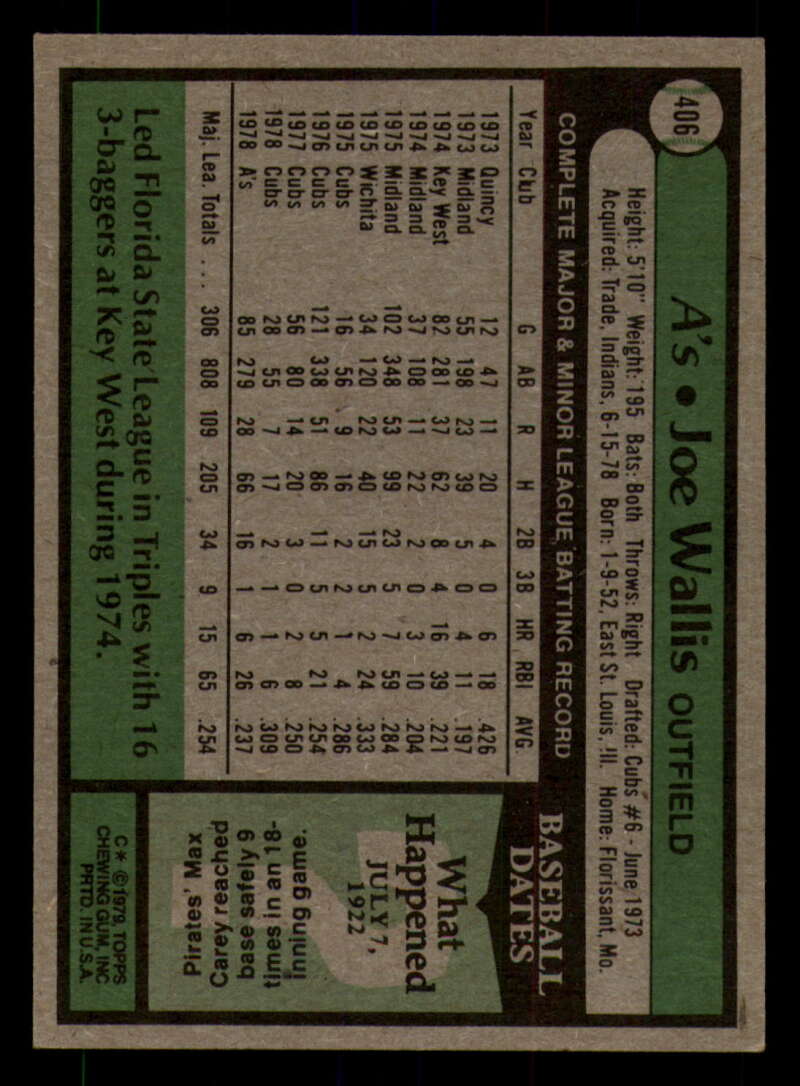 406
A's • Joe Wallis OUTFIELD
Height: 5'10" Weight: 195 Bats: Both Throws: Right Drafted: Cubs #6 - June 1973
Acquired: Trade, Indians, 6-15-78 Born: 1-9-52, East St. Louis, Ill. Home: Florissant, Mo.
COMPLETE MAJOR & MINOR LEAGUE BATTING RECORD
Year Club G AB R H 2B 3B HR RBI AVG.
1973 Quincy 12 47 11 20 4 0 6 18 .426
1973 Midland 55 198 23 39 5 0 4 11 .197
1974 Key West 82 281 37 62 8 4 16 39 .221
1974 Midland 37 108 11 22 2 0 3 10 .204
1975 Midland 102 348 53 99 23 5 7 59 .284
1975 Wichita 34 120 22 40 15 5 2 24 .333
1975 Cubs 16 56 9 16 2 2 1 4 .286
1976 Cubs 121 338 51 86 11 5 5 21 .254
1977 Cubs 56 80 14 20 3 0 2 8 .250
1978 Cubs 28 55 7 17 2 1 1 6 .309
1978 A's 85 279 28 66 16 1 6 26 .237
Maj. Lea. Totals . . . 306 808 109 205 34 9 15 65 .254
Led Florida State League in Triples with 16
3-baggers at Key West during 1974.
BASEBALL
DATES
What
Happened
JULY 7,
1922
Pirates' Max
Carey reached
base safely 9
times in an 18-
inning game.
C* ©1979 TOPPS
CHEWING GUM, INC
PRTD. IN U.S.A.